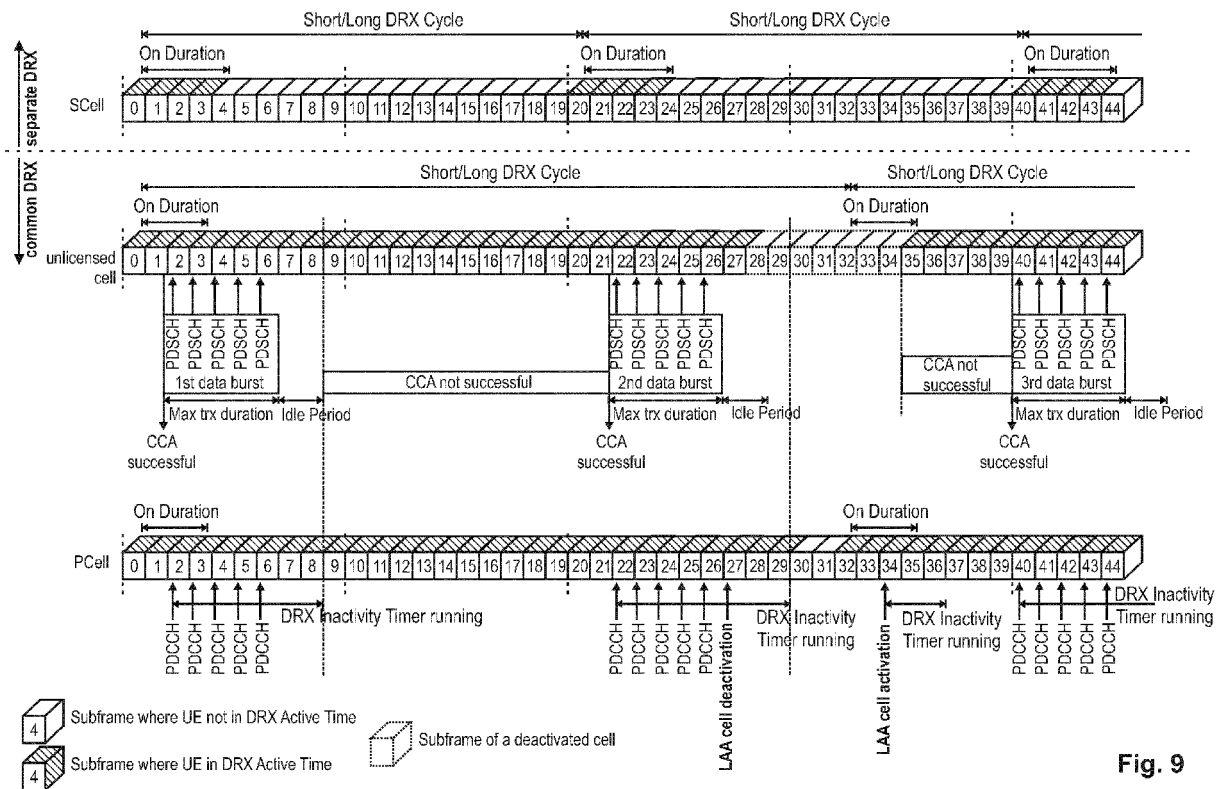 Short/Long DRX Cycle Short/Long DRX Cycle
On Duration On Duration On Duration
separate DRX
SCell
0 1 2 3 4 5 6 7 8 9 10 11 12 13 14 15 16 17 18 19 20 21 22 23 24 25 26 27 28 29 30 31 32 33 34 35 36 37 38 39 40 41 42 43 44
common DRX
Short/Long DRX Cycle Short/Long DRX Cycle
On Duration On Duration
unlicensed
cell
0 1 2 3 4 5 6 7 8 9 10 11 12 13 14 15 16 17 18 19 20 21 22 23 24 25 26 27 28 29 30 31 32 33 34 35 36 37 38 39 40 41 42 43 44
PDSCH PDSCH PDSCH PDSCH PDSCH PDSCH PDSCH PDSCH PDSCH PDSCH PDSCH PDSCH PDSCH PDSCH PDSCH
1st data burst CCA not successful 2nd data burst CCA not
successful 3rd data burst
Max trx duration Idle Period Max trx duration Idle Period Max trx duration Idle Period
CCA
successful
CCA
successful
CCA
successful
On Duration On Duration
PCell
0 1 2 3 4 5 6 7 8 9 10 11 12 13 14 15 16 17 18 19 20 21 22 23 24 25 26 27 28 29 30 31 32 33 34 35 36 37 38 39 40 41 42 43 44
DRX Inactivity Timer running
DRX Inactivity
Timer running
DRX Inactivity
Timer running
DRX Inactivity
Timer running
PDCCH PDCCH PDCCH PDCCH PDCCH PDCCH PDCCH PDCCH PDCCH PDCCH PDCCH PDCCH PDCCH PDCCH PDCCH
LAA cell deactivation
LAA cell activation
4 Subframe where UE not in DRX Active Time
4 Subframe where UE in DRX Active Time
Subframe of a deactivated cell
Fig. 9